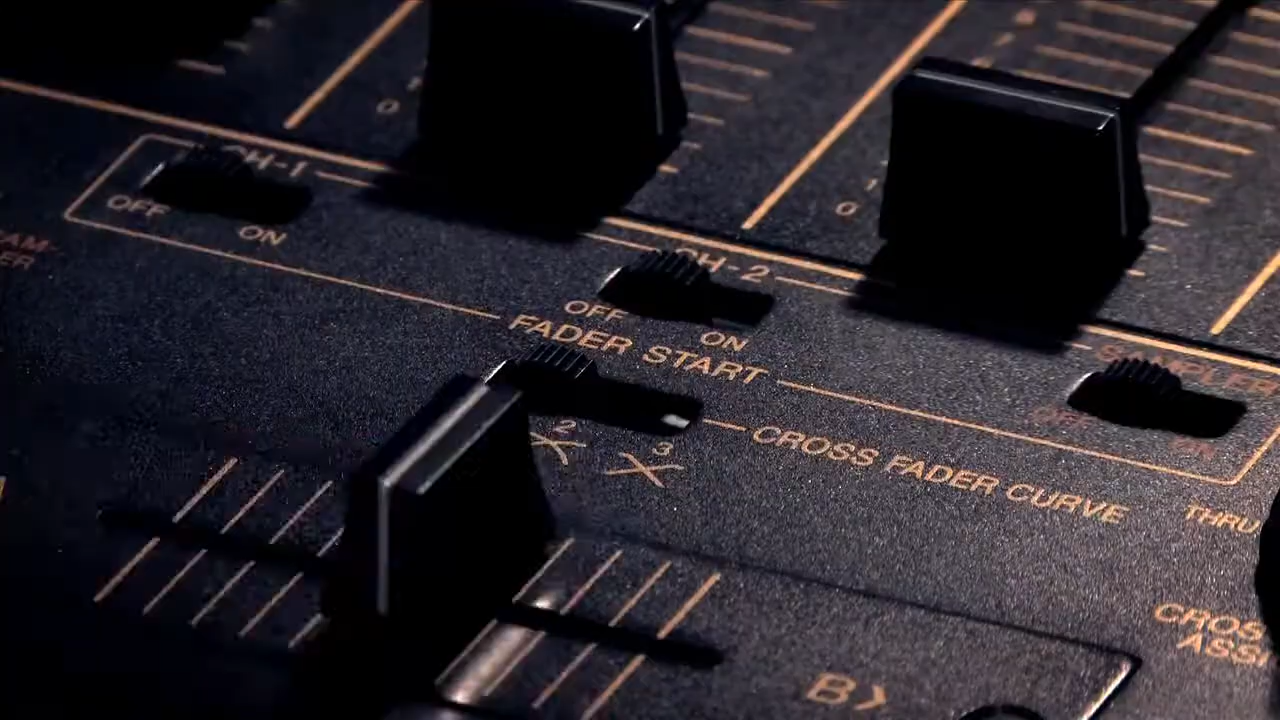 0
0
CH-1
OFF
ON
CH-2
OFF
ON
FADER START
2
3
CROSS FADER CURVE
THRU
B>